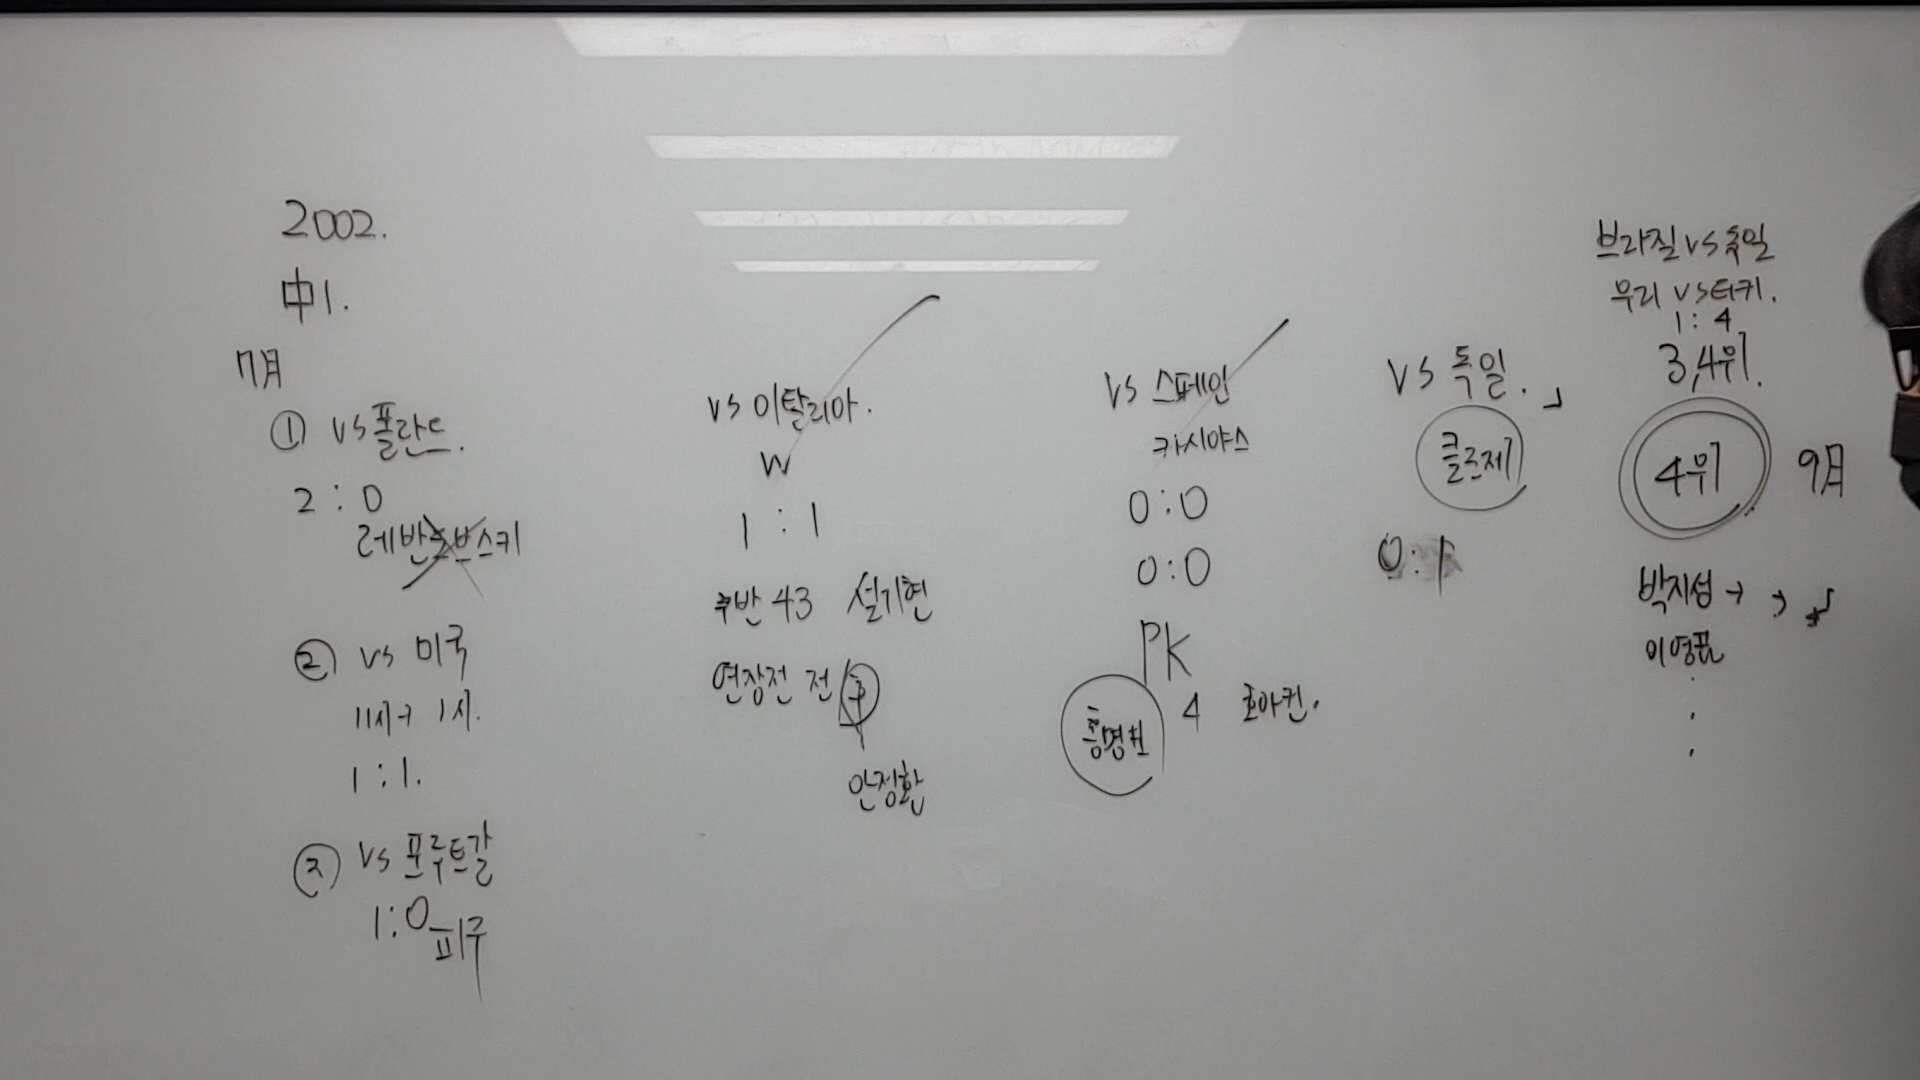 2002.
中1.
7月
① vs 폴란드.
2 : 0
레반도브스키
② vs 미국
11시→ 1시.
1 : 1.
③ vs 포루트갈
1:0
피구
vs 이탈리아.
W
1 : 1
후반 43 설기현
연장전 전 후
안정환
vs 스페인
카시야스
0:0
0:0
PK
홍명보 4 호아킨.
vs 독일.
클로제
0:1
브라질 vs 독일
우리 vs 터키.
1 : 4
3,4위.
4위 9月
박지성 →
이영표